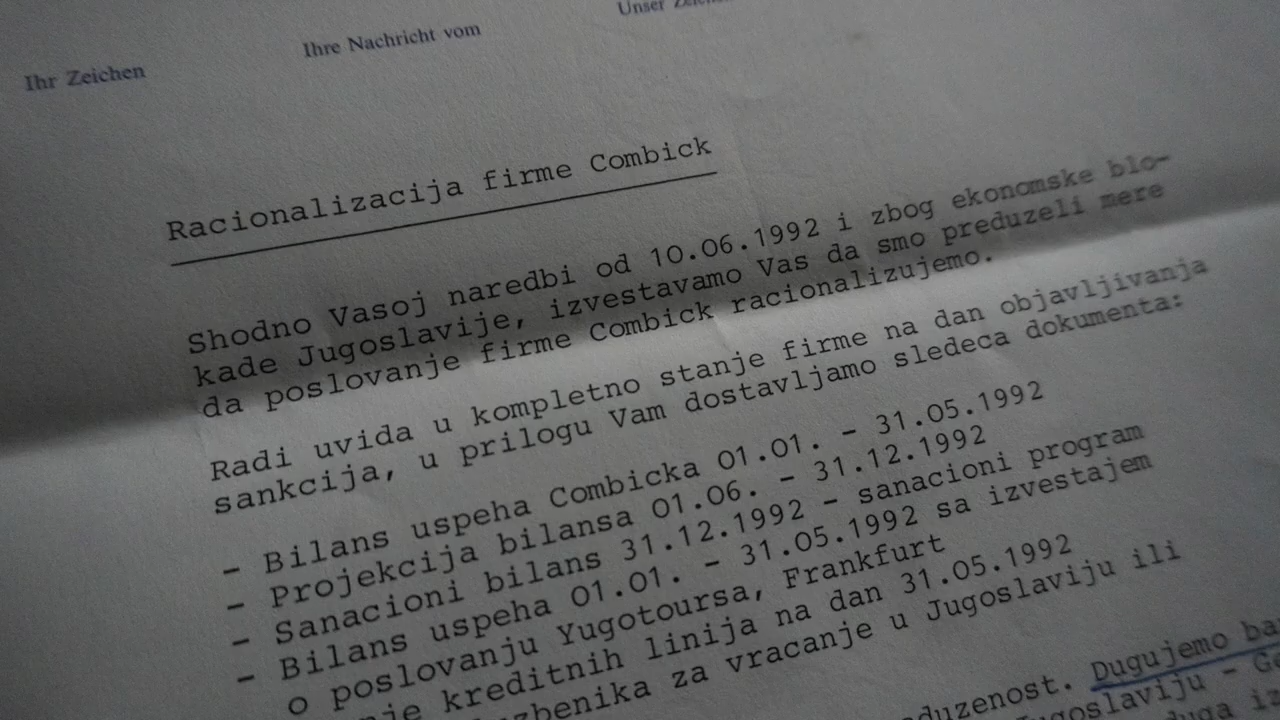 Unser
Ihre Nachricht vom
Ihr Zeichen
Racionalizacija firme Combick
Shodno Vasoj naredbi od 10.06.1992 i zbog ekonomske blo-
kade Jugoslavije, izvestavamo Vas da smo preduzeli mere
da poslovanje firme Combick racionalizujemo.
Radi uvida u kompletno stanje firme na dan objavljivanja
sankcija, u prilogu Vam dostavljamo sledeca dokumenta:
- Bilans uspeha Combicka 01.01. - 31.05.1992
- Projekcija bilansa 01.06. - 31.12.1992
- Sanacioni bilans 31.12.1992 - sanacioni program
- Bilans uspeha 01.01. - 31.05.1992 sa izvestajem
o poslovanju Yugotoursa, Frankfurt
kreditnih linija na dan 31.05.1992
za vracanje u Jugoslaviju ili
Dugujemo